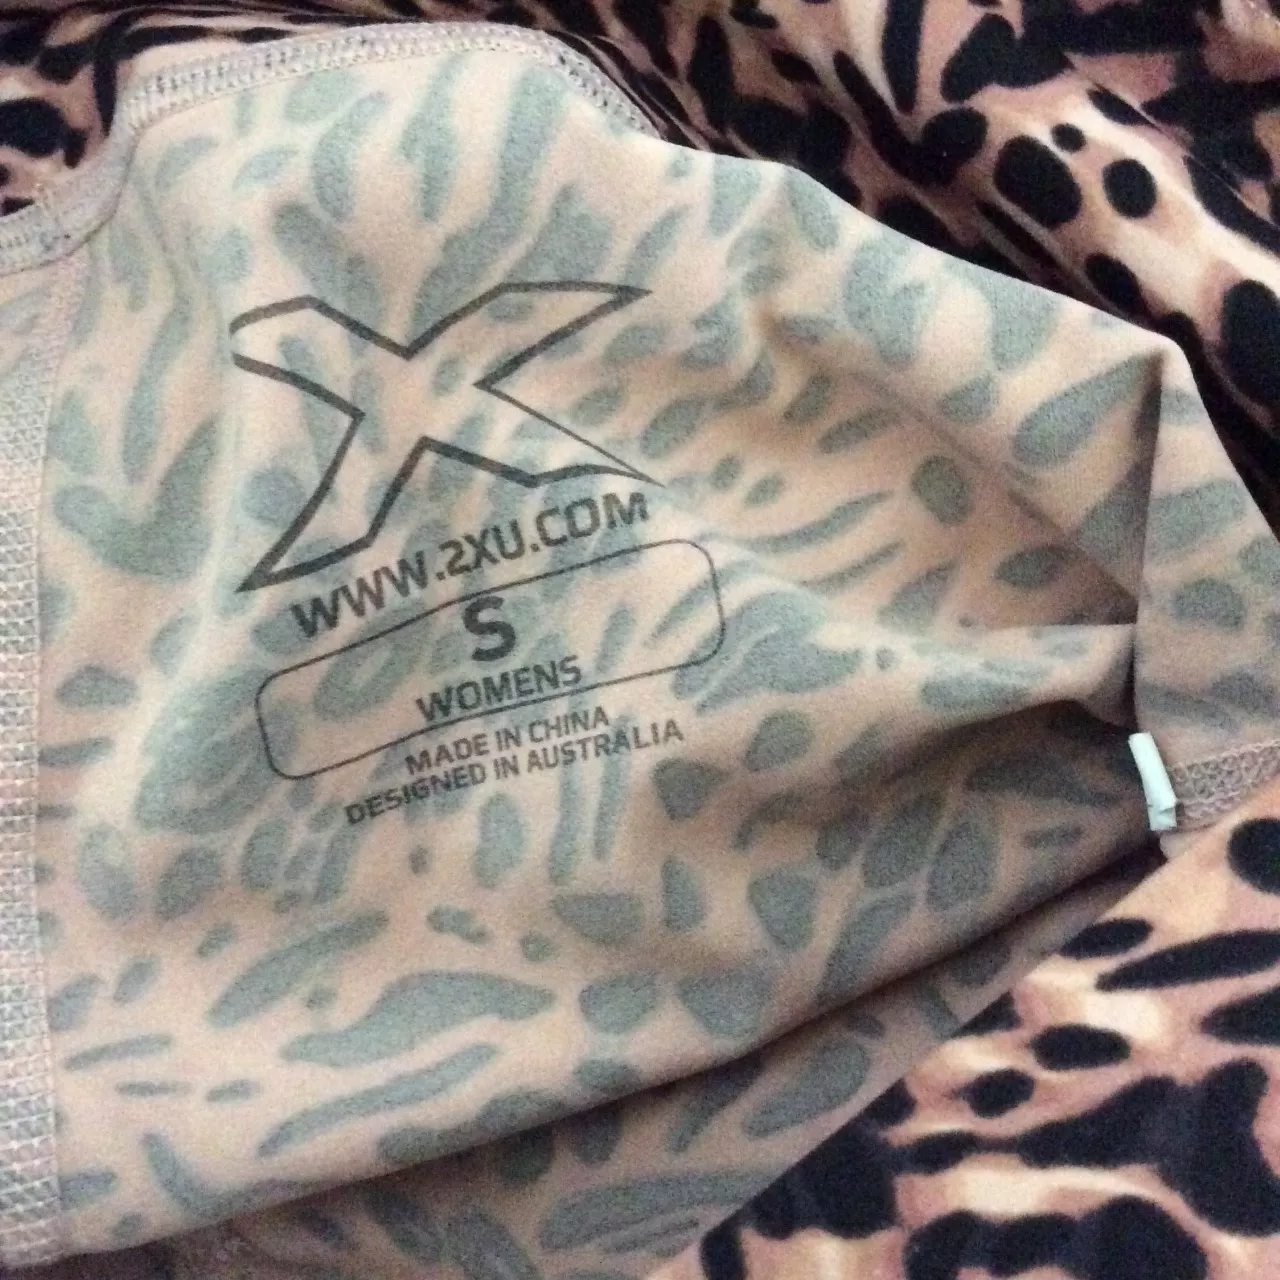 X
WWW.2XU.COM
S
WOMENS
MADE IN CHINA
DESIGNED IN AUSTRALIA